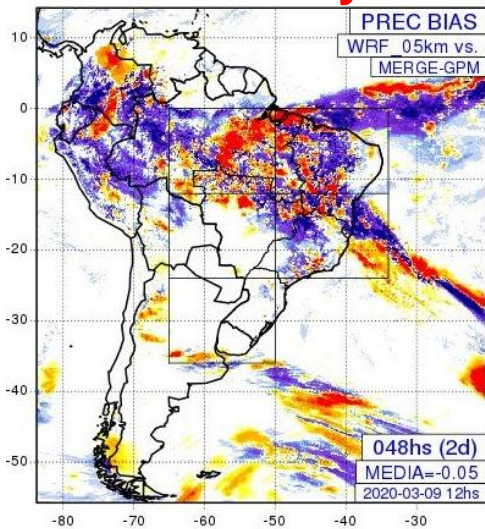 PREC BIAS
WRF_05km vs.
MERGE-GPM
10
0
-10
-20
-30
-40
-50
048hs (2d)
MEDIA=-0.05
2020-03-09 12hs
-80 -70 -60 -50 -40 -30 -20